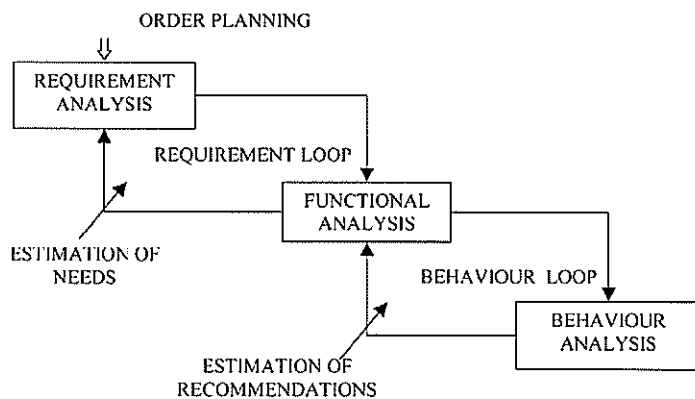 ORDER PLANNING
REQUIREMENT
ANALYSIS
REQUIREMENT LOOP
FUNCTIONAL
ANALYSIS
ESTIMATION OF
NEEDS
BEHAVIOUR LOOP
BEHAVIOUR
ANALYSIS
ESTIMATION OF
RECOMMENDATIONS